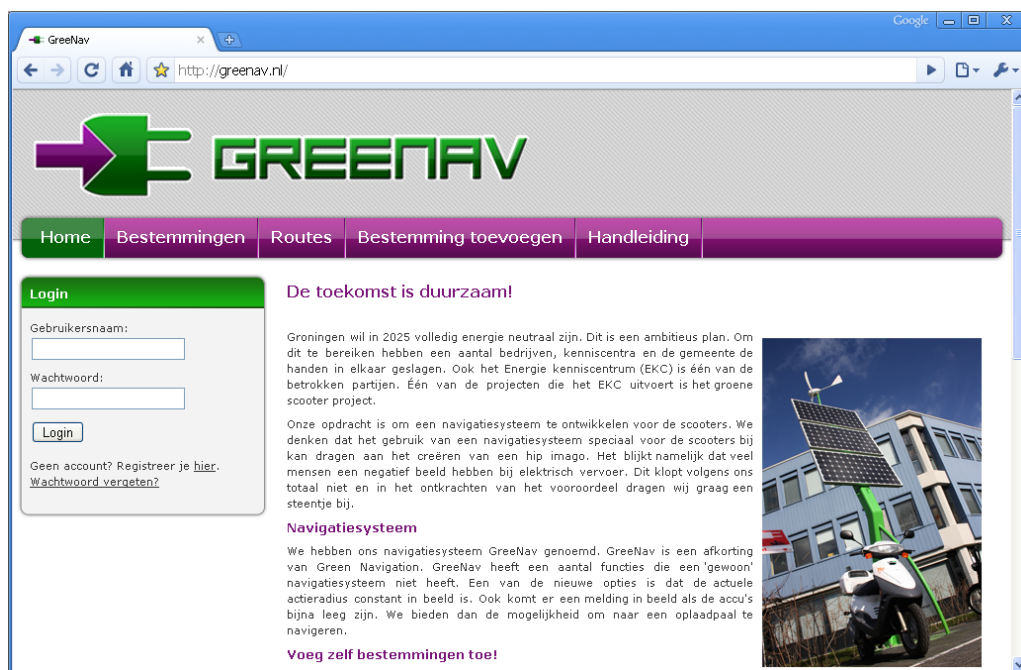 Google
GreeNav
http://greenav.nl/
GREENAV
Home Bestemmingen Routes Bestemming toevoegen Handleiding
Login
Gebruikersnaam:
Wachtwoord:
Login
Geen account? Registreer je hier.
Wachtwoord vergeten?
De toekomst is duurzaam!
Groningen wil in 2025 volledig energie neutraal zijn. Dit is een ambitieus plan. Om
dit te bereiken hebben een aantal bedrijven, kenniscentra en de gemeente de
handen in elkaar geslagen. Ook het Energie kenniscentrum (EKC) is één van de
betrokken partijen. Één van de projecten die het EKC uitvoert is het groene
scooter project.
Onze opdracht is om een navigatiesysteem te ontwikkelen voor de scooters. We
denken dat het gebruik van een navigatiesysteem speciaal voor de scooters bij
kan dragen aan het creëren van een hip imago. Het blijkt namelijk dat veel
mensen een negatief beeld hebben bij elektrisch vervoer. Dit klopt volgens ons
totaal niet en in het ontkrachten van het vooroordeel dragen wij graag een
steentje bij.
Navigatiesysteem
We hebben ons navigatiesysteem GreeNav genoemd. GreeNav is een afkorting
van Green Navigation. GreeNav heeft een aantal functies die een 'gewoon'
navigatiesysteem niet heeft. Een van de nieuwe opties is dat de actuele
actieradius constant in beeld is. Ook komt er een melding in beeld als de accu's
bijna leeg zijn. We bieden dan de mogelijkheid om naar een oplaadpaal te
navigeren.
Voeg zelf bestemmingen toe!